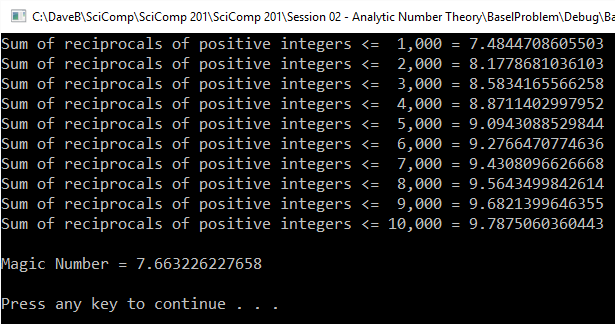 C:\DaveB\SciComp\SciComp 201\SciComp 201\Session 02 - Analytic Number Theory\BaselProblem\Debug\Ba
Sum of reciprocals of positive integers <=  1,000 = 7.4844708605503
Sum of reciprocals of positive integers <=  2,000 = 8.1778681036103
Sum of reciprocals of positive integers <=  3,000 = 8.5834165566258
Sum of reciprocals of positive integers <=  4,000 = 8.8711402997952
Sum of reciprocals of positive integers <=  5,000 = 9.0943088529844
Sum of reciprocals of positive integers <=  6,000 = 9.2766470774636
Sum of reciprocals of positive integers <=  7,000 = 9.4308096626668
Sum of reciprocals of positive integers <=  8,000 = 9.5643499842614
Sum of reciprocals of positive integers <=  9,000 = 9.6821399646355
Sum of reciprocals of positive integers <= 10,000 = 9.7875060360443
Magic Number = 7.663226227658
Press any key to continue . . .